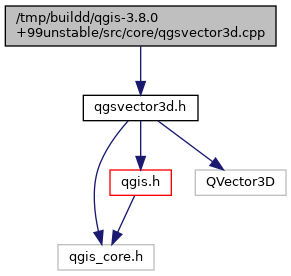 /tmp/buildd/qgis-3.8.0
+99unstable/src/core/qgsvector3d.cpp
qgsvector3d.h
qgis.h
QVector3D
qgis_core.h